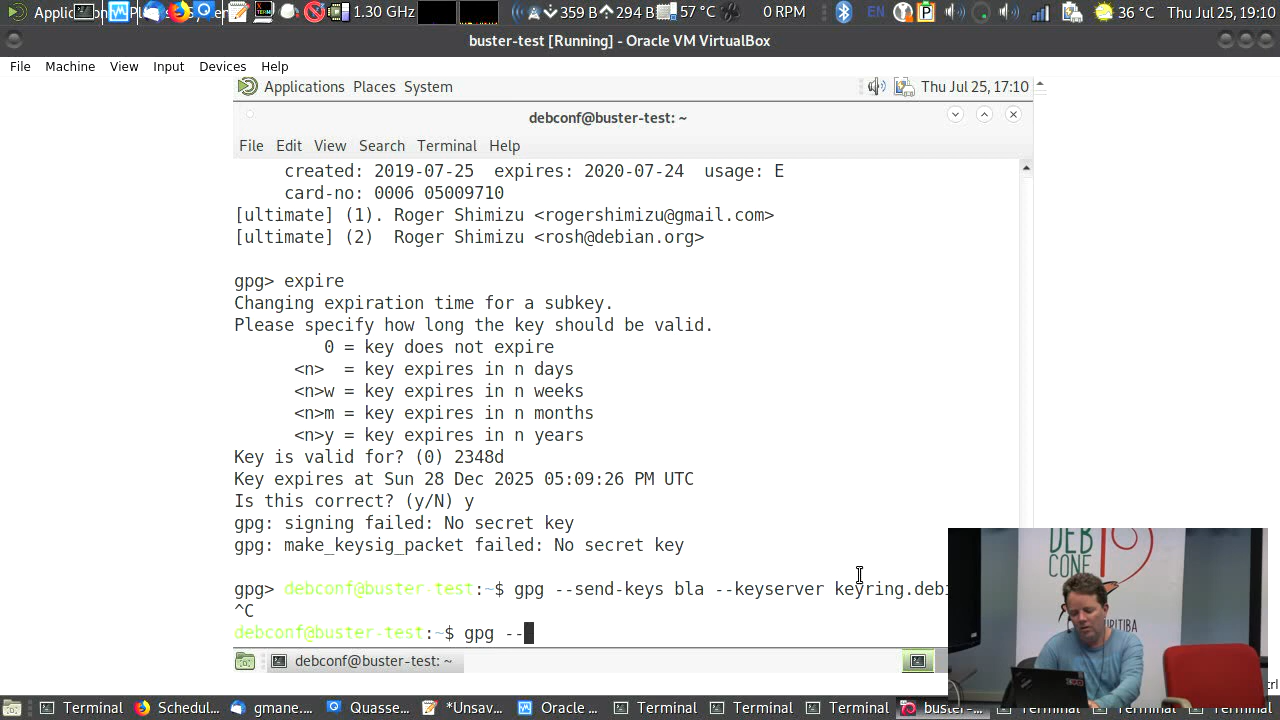 1.30 GHz 359 B 294 B 57 °C 0 RPM EN 36 °C Thu Jul 25, 19:10
buster-test [Running] - Oracle VM VirtualBox
File Machine View Input Devices Help
Applications Places System Thu Jul 25, 17:10
debconf@buster-test: ~
File Edit View Search Terminal Help
created: 2019-07-25 expires: 2020-07-24 usage: E
card-no: 0006 05009710
[ultimate] (1). Roger Shimizu <rogershimizu@gmail.com>
[ultimate] (2) Roger Shimizu <rosh@debian.org>
gpg> expire
Changing expiration time for a subkey.
Please specify how long the key should be valid.
0 = key does not expire
<n> = key expires in n days
<n>w = key expires in n weeks
<n>m = key expires in n months
<n>y = key expires in n years
Key is valid for? (0) 2348d
Key expires at Sun 28 Dec 2025 05:09:26 PM UTC
Is this correct? (y/N) y
gpg: signing failed: No secret key
gpg: make_keysig_packet failed: No secret key
gpg> debconf@buster-test:~$ gpg --send-keys bla --keyserver keyring.deb
^C
debconf@buster-test:~$ gpg --
debconf@buster-test: ~
DEB
CONF
CURITIBA
Terminal Schedul... gmane.... Quasse... *Unsav... Oracle ... Terminal Terminal Terminal buster-... Terminal Terminal Terminal